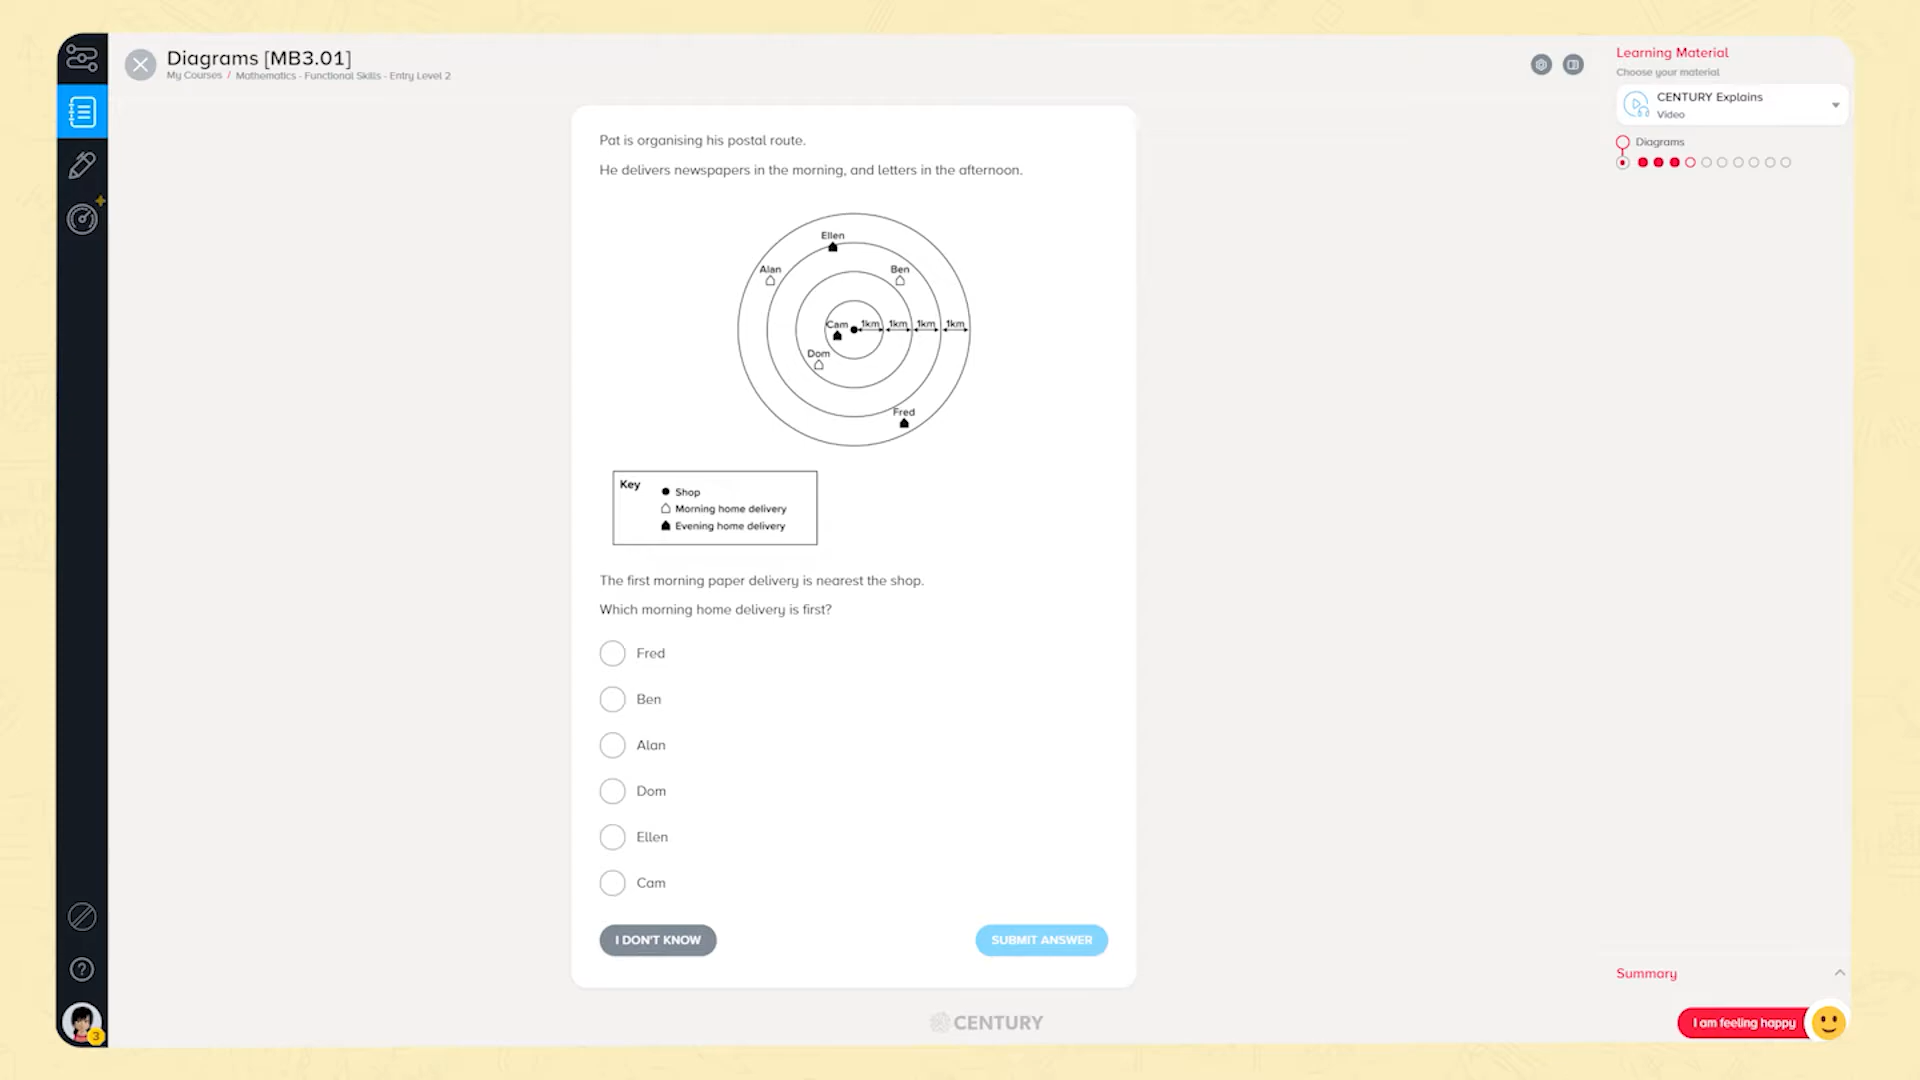 Diagrams [MB3.01]
My Courses / Mathematics - Functional Skills - Entry Level 2
Learning Material
Choose your material
CENTURY Explains
Video
Diagrams
Pat is organising his postal route.
He delivers newspapers in the morning, and letters in the afternoon.
Ellen
Alan
Ben
Cam
1km 1km 1km 1km
Dom
Fred
Key
Shop
Morning home delivery
Evening home delivery
The first morning paper delivery is nearest the shop.
Which morning home delivery is first?
Fred
Ben
Alan
Dom
Ellen
Cam
I DON'T KNOW
SUBMIT ANSWER
CENTURY
Summary
I am feeling happy
?
3